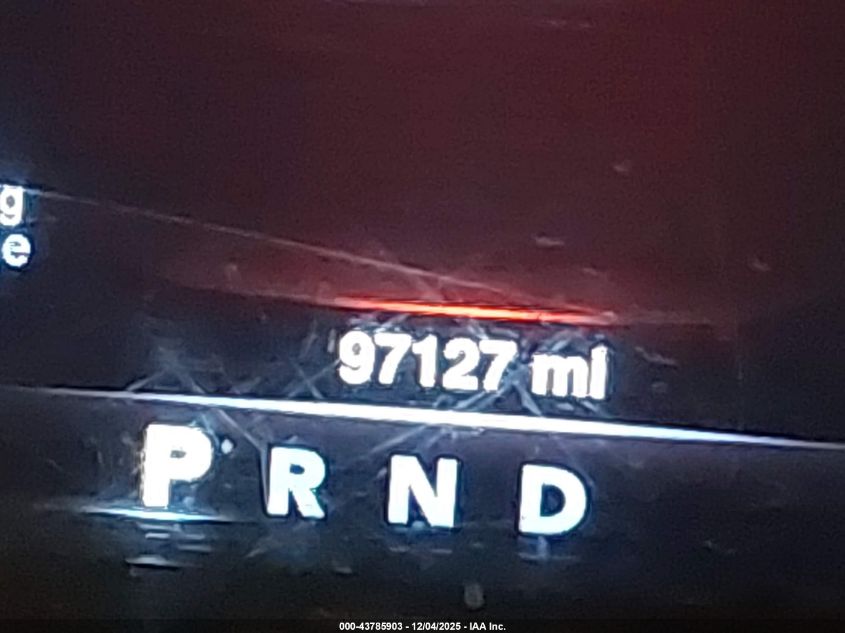 g
e
97127 mi
P R N D
000-43785903 - 12/04/2025 - IAA Inc.